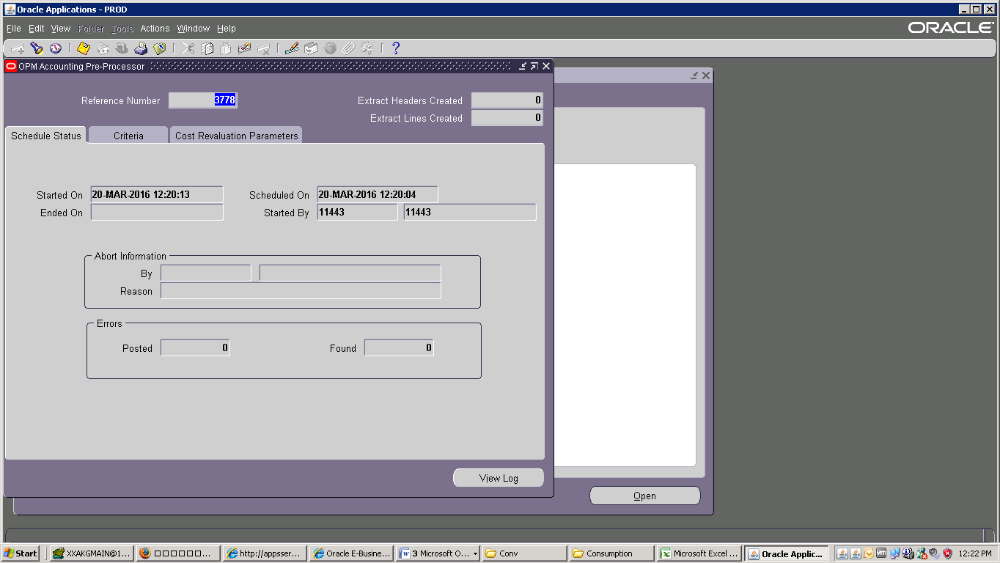 Oracle Applications - PROD
File Edit View Folder Tools Actions Window Help
ORACLE
OPM Accounting Pre-Processor
Reference Number 3778 Extract Headers Created 0
Extract Lines Created 0
Schedule Status Criteria Cost Revaluation Parameters
Started On 20-MAR-2016 12:20:13 Scheduled On 20-MAR-2016 12:20:04
Ended On Started By 11443 11443
Abort Information
By
Reason
Errors
Posted 0 Found 0
View Log
Open
Start XXAKGMAIN@1... □□□□□□... http://appsser... Oracle E-Busine... 3 Microsoft O... Conv Consumption Microsoft Excel ... Oracle Applic... 12:22 PM